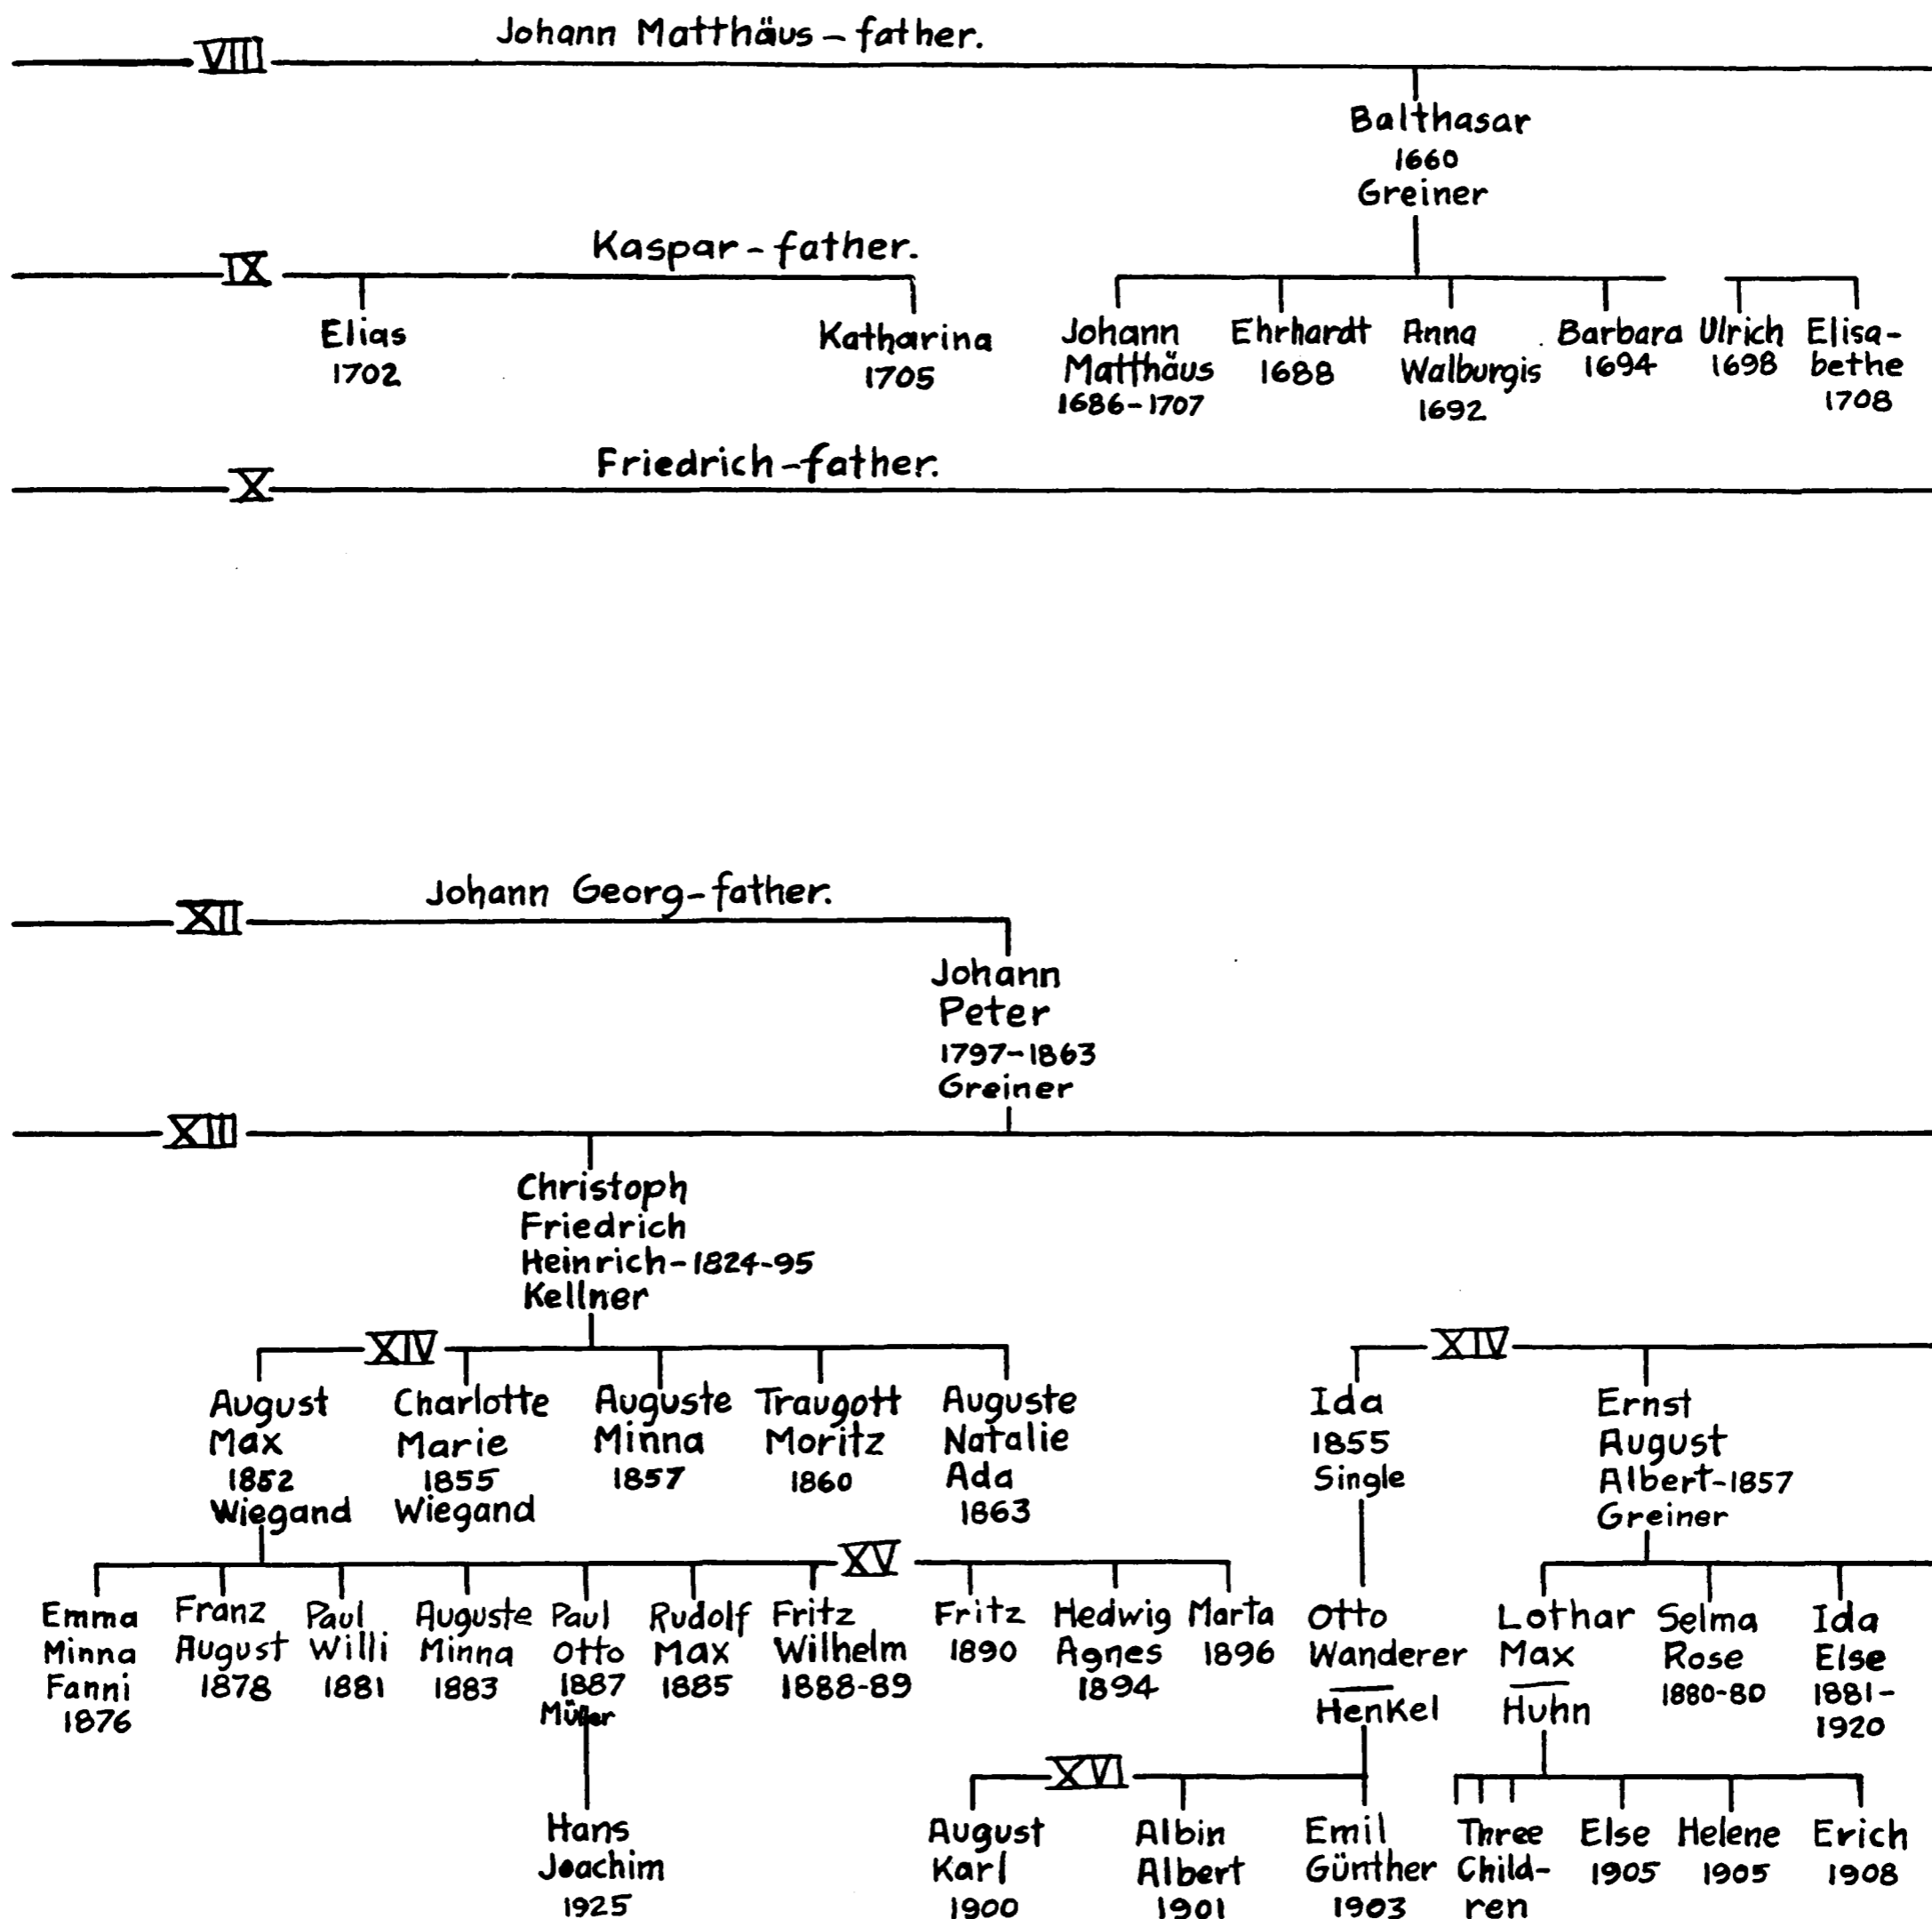 Johann Matthäus – father.
VIII
Balthasar
1660
Greiner
Kaspar – father.
IX
Elias
1702
Katharina
1705
Johann
Matthäus
1686–1707
Ehrhardt
1688
Anna
Walburgis
1692
Barbara
1694
Ulrich
1698
Elisa-
bethe
1708
Friedrich – father.
X
Johann Georg – father.
XII
Johann
Peter
1797–1863
Greiner
XIII
Christoph
Friedrich
Heinrich – 1824-95
Kellner
XIV
August
Max
1852
Wiegand
Charlotte
Marie
1855
Wiegand
Auguste
Minna
1857
Traugott
Moritz
1860
Auguste
Natalie
Ada
1863
XIV
Ida
1855
Single
Ernst
August
Albert-1857
Greiner
XV
Emma
Minna
Fanni
1876
Franz
August
1878
Paul
Willi
1881
Auguste
Minna
1883
Paul
Otto
1887
Müller
Rudolf
Max
1885
Fritz
Wilhelm
1888-89
Fritz
1890
Hedwig
Agnes
1894
Marta
1896
Otto
Wanderer
Henkel
Lothar
Max
Huhn
Selma
Rose
1880-80
Ida
Else
1881-
1920
XVI
Hans
Joachim
1925
August
Karl
1900
Albin
Albert
1901
Emil
Günther
1903
Three
Child-
ren
Else
1905
Helene
1905
Erich
1908